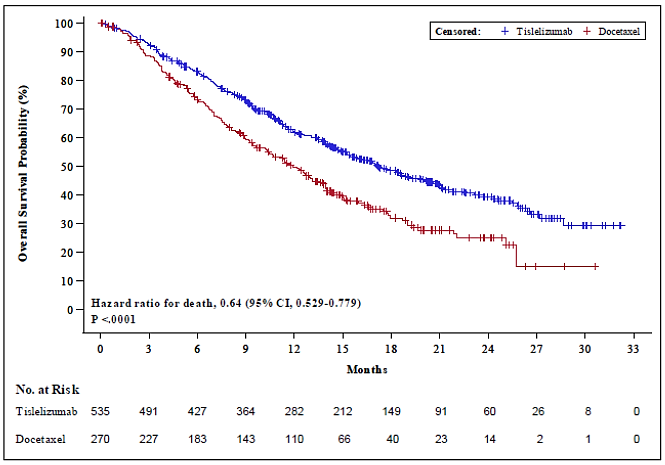 Censored: Tislelizumab Docetaxel
100
90
80
70
60
50
40
30
20
10
0
Overall Survival Probability (%)
Hazard ratio for death, 0.64 (95% CI, 0.529-0.779)
P <.0001
0 3 6 9 12 15 18 21 24 27 30 33
Months
No. at Risk
Tislelizumab 535 491 427 364 282 212 149 91 60 26 8 0
Docetaxel 270 227 183 143 110 66 40 23 14 2 1 0